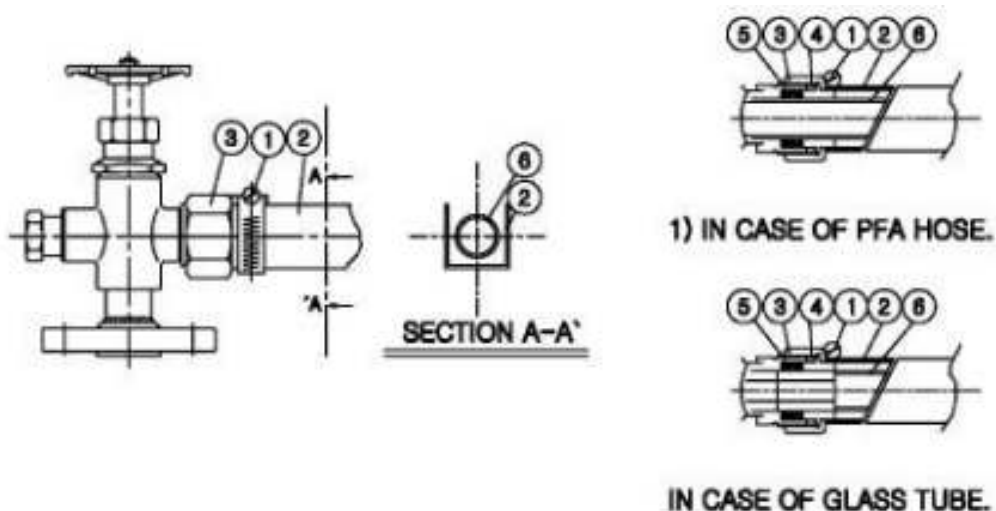 ③ ① ②
A
'A
⑥
②
SECTION A-A`
⑤ ③ ④ ① ② ⑥
1) IN CASE OF PFA HOSE.
⑤ ③ ④ ① ② ⑥
IN CASE OF GLASS TUBE.